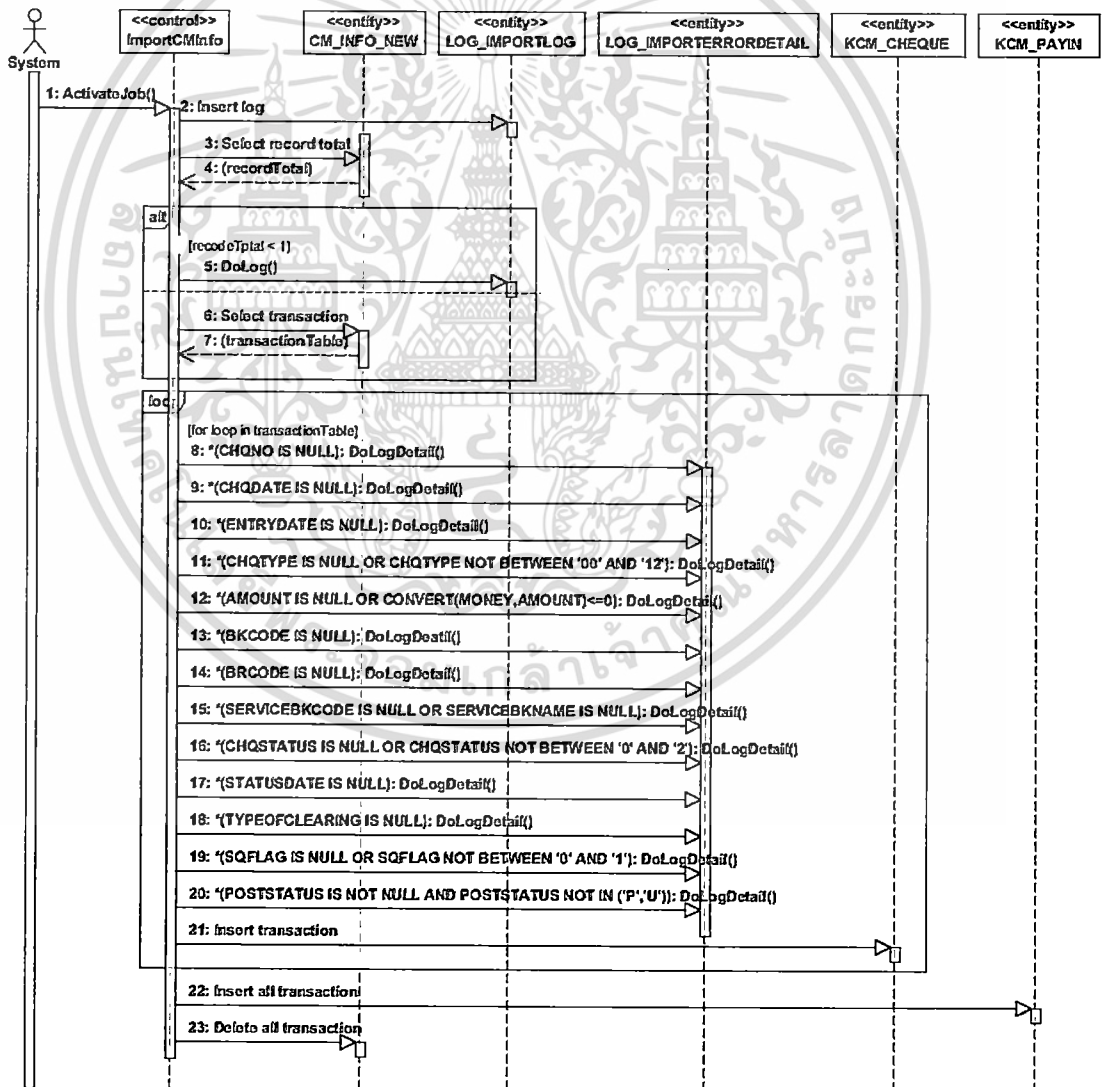 <<control>>
ImportCMInfo
<<entity>>
CM_INFO_NEW
<<entity>>
LOG_IMPORTLOG
<<entity>>
LOG_IMPORTERRORDETAIL
<<entity>>
KCM_CHEQUE
<<entity>>
KCM_PAYIN
System
1: ActivateJob()
2: Insert log
3: Select record total
4: (recordTotal)
alt
[recodeTptal < 1]
5: DoLog()
6: Select transaction
7: (transactionTable)
loop
[for loop in transactionTable]
8: *(CHQNO IS NULL): DoLogDetail()
9: *(CHQDATE IS NULL): DoLogDetail()
10: *(ENTRYDATE IS NULL): DoLogDetail()
11: *(CHQTYPE IS NULL OR CHQTYPE NOT BETWEEN '00' AND '12'): DoLogDetail()
12: *(AMOUNT IS NULL OR CONVERT(MONEY,AMOUNT)<=0): DoLogDetail()
13: *(BKCODE IS NULL): DoLogDeatil()
14: *(BRCODE IS NULL): DoLogDetail()
15: *(SERVICEBKCODE IS NULL OR SERVICEBKNAME IS NULL): DoLogDetail()
16: *(CHQSTATUS IS NULL OR CHQSTATUS NOT BETWEEN '0' AND '2'): DoLogDetail()
17: *(STATUSDATE IS NULL): DoLogDetail()
18: *(TYPEOFCLEARING IS NULL): DoLogDetail()
19: *(SQFLAG IS NULL OR SQFLAG NOT BETWEEN '0' AND '1'): DoLogDetail()
20: *(POSTSTATUS IS NOT NULL AND POSTSTATUS NOT IN ('P','U')): DoLogDetail()
21: Insert transaction
22: Insert all transaction
23: Delete all transaction